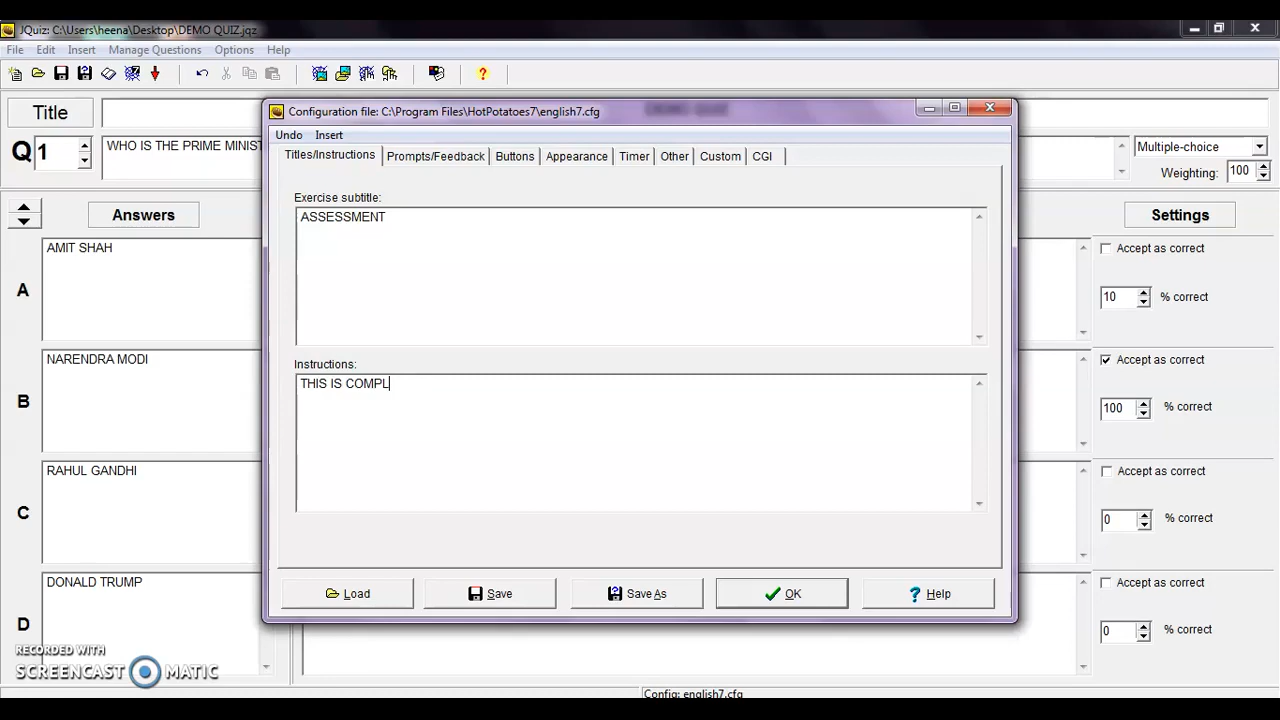 JQuiz: C:\Users\heena\Desktop\DEMO QUIZ.jqz
File Edit Insert Manage Questions Options Help
Title
Q 1 WHO IS THE PRIME MINIST
Multiple-choice
Weighting: 100
Answers
Settings
A AMIT SHAH
Accept as correct
10 % correct
B NARENDRA MODI
Accept as correct
100 % correct
C RAHUL GANDHI
Accept as correct
0 % correct
D DONALD TRUMP
Accept as correct
0 % correct
Configuration file: C:\Program Files\HotPotatoes7\english7.cfg
Undo Insert
Titles/Instructions Prompts/Feedback Buttons Appearance Timer Other Custom CGI
Exercise subtitle:
ASSESSMENT
Instructions:
THIS IS COMPL
Load Save Save As OK Help
RECORDED WITH
SCREENCAST MATIC
Config: english7.cfg